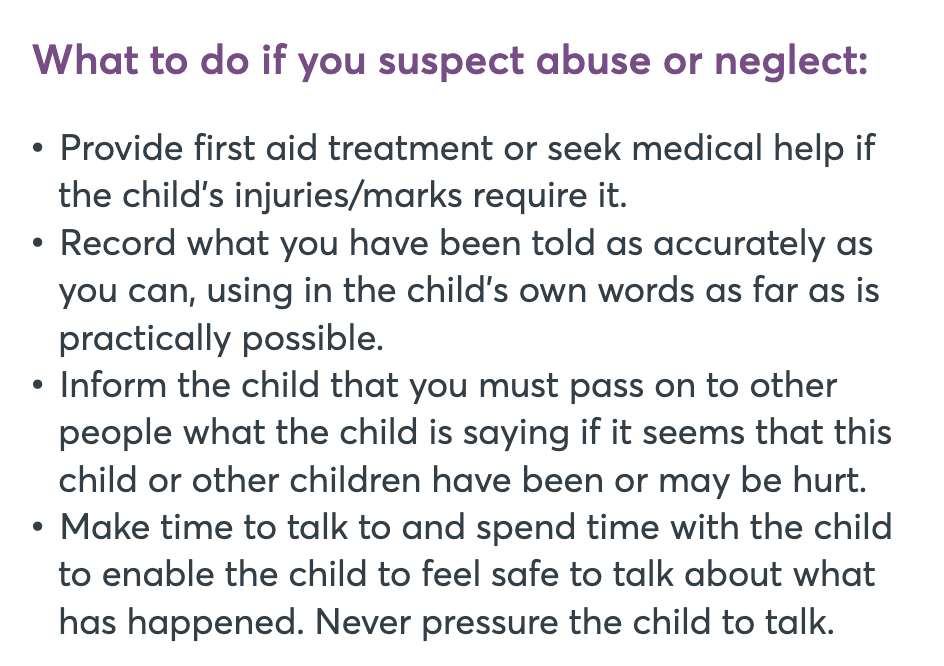 What to do if you suspect abuse or neglect:
• Provide first aid treatment or seek medical help if
the child's injuries/marks require it.
• Record what you have been told as accurately as
you can, using in the child's own words as far as is
practically possible.
• Inform the child that you must pass on to other
people what the child is saying if it seems that this
child or other children have been or may be hurt.
• Make time to talk to and spend time with the child
to enable the child to feel safe to talk about what
has happened. Never pressure the child to talk.